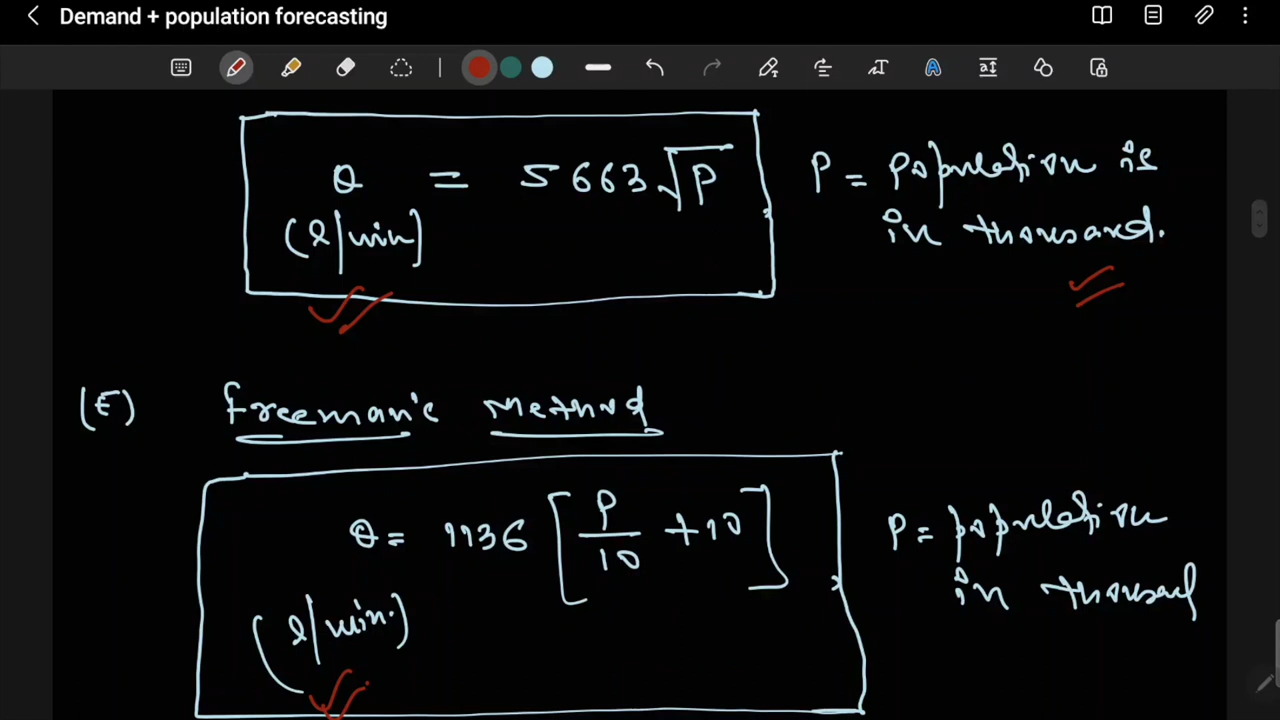 Demand + population forecasting
Q = 5663 √P
(l/min)
P = population is
in thousand.
(E) Freeman's Method
Q = 1136 [P/10 + 10]
(l/min.)
P = population
in thousand